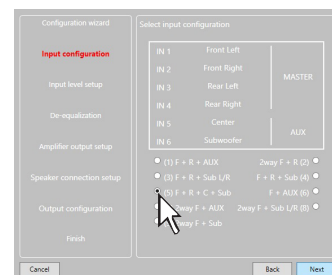 Configuration wizard
Input configuration
Input level setup
De-equalization
Amplifier output setup
Speaker connection setup
Output configuration
Finish
Select input configuration
IN 1 Front Left
IN 2 Front Right
IN 3 Rear Left
IN 4 Rear Right
MASTER
IN 5 Center
IN 6 Subwoofer
AUX
(1) F + R + AUX 2way F + R (2)
(3) F + R + Sub L/R F + R + Sub (4)
(5) F + R + C + Sub F + AUX (6)
2way F + AUX 2way F + Sub L/R (8)
2way F + Sub
Cancel Back Next